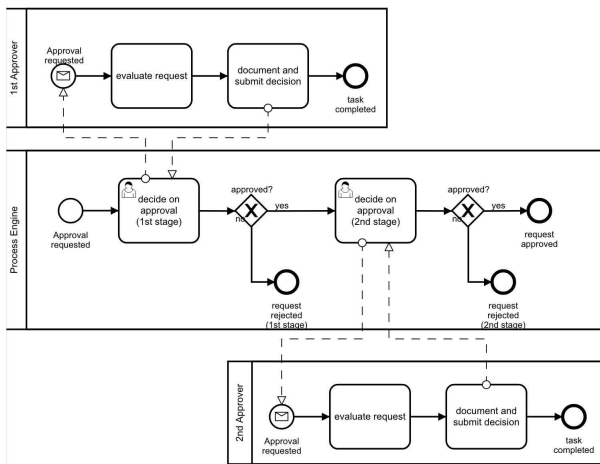 1st Approver
Approval
requested
evaluate request
document and
submit decision
task
completed
Process Engine
Approval
requested
decide on
approval
(1st stage)
approved?
yes
no
request
rejected
(1st stage)
decide on
approval
(2nd stage)
approved?
yes
no
request
approved
request
rejected
(2nd stage)
2nd Approver
Approval
requested
evaluate request
document and
submit decision
task
completed